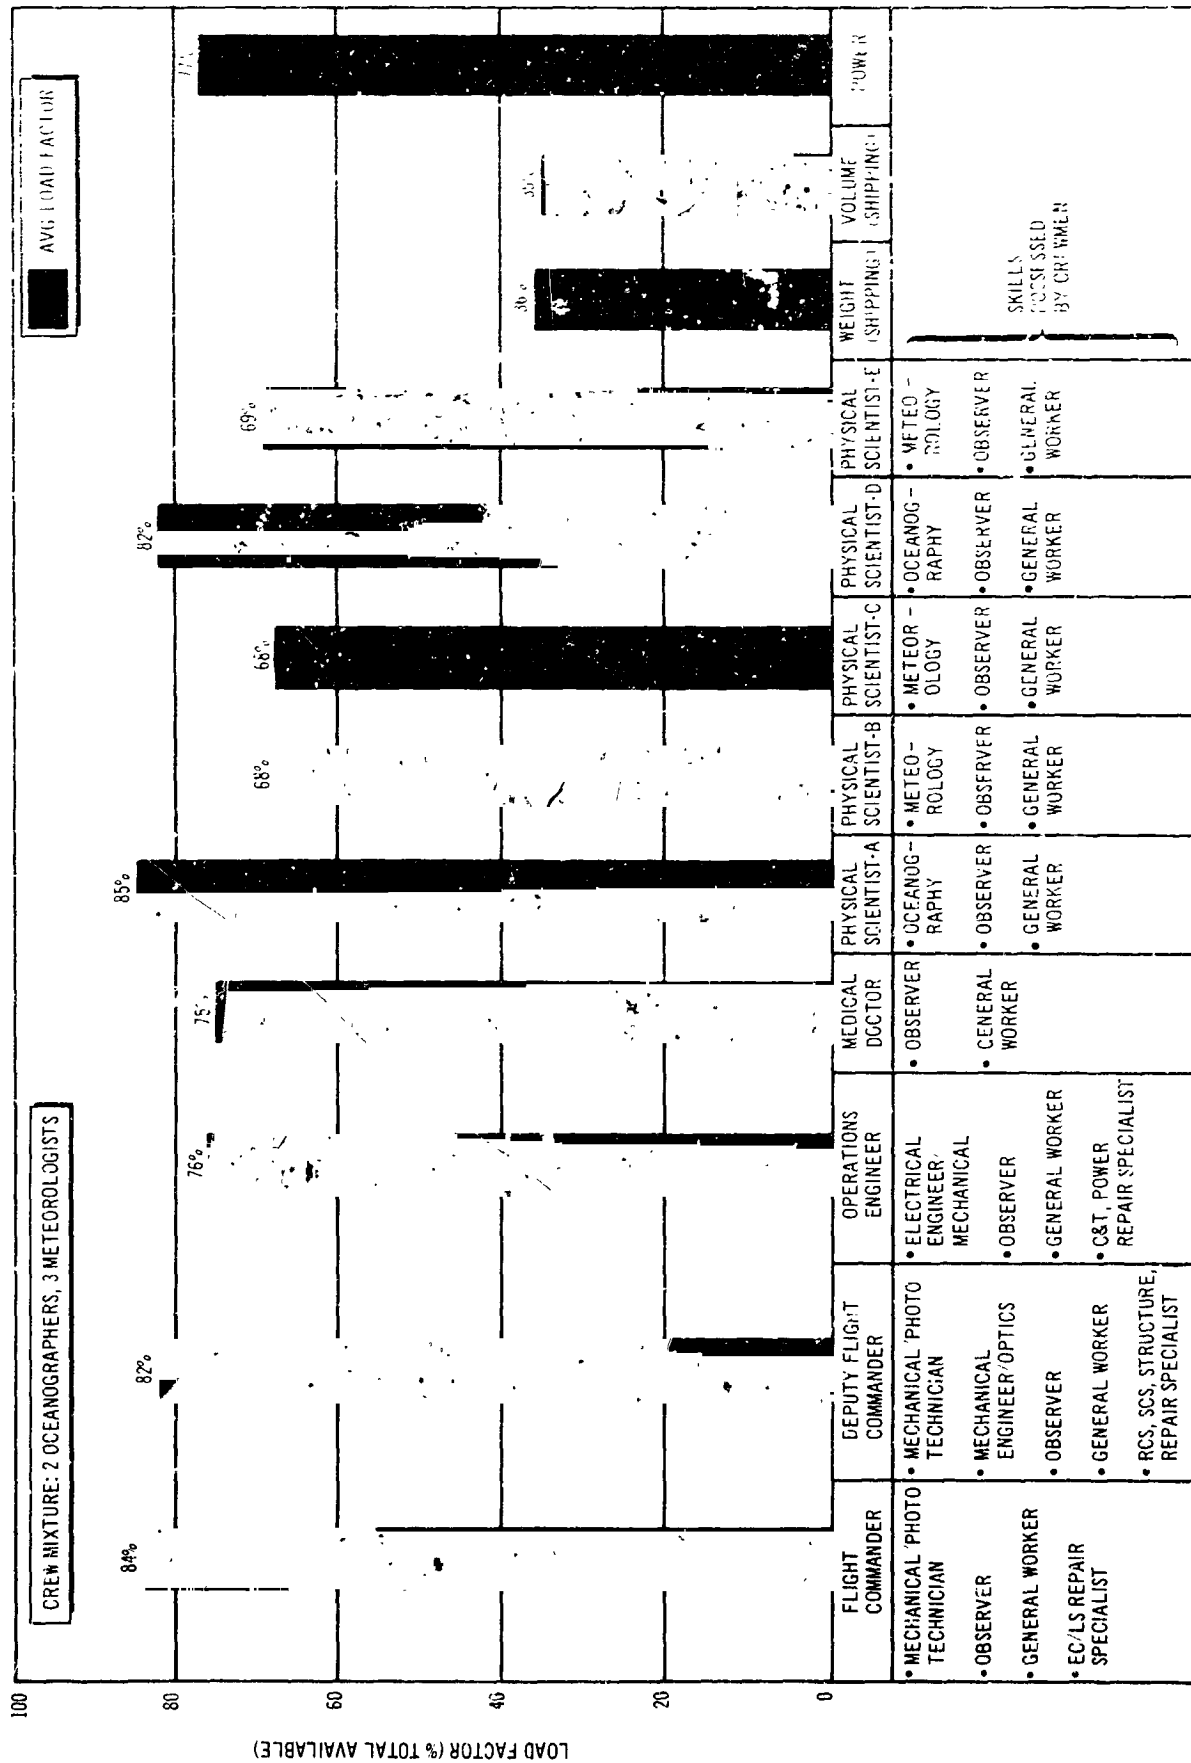 CREW MIXTURE: 2 OCEANOGRAPHERS, 3 METEOROLOGISTS
AVG LOAD FACTOR
LOAD FACTOR (% TOTAL AVAILABLE)
100
80
60
40
20
0
84%
82%
76%
75%
85%
68%
68%
82%
69%
36%
77%
FLIGHT
COMMANDER
• MECHANICAL/PHOTO
TECHNICIAN
• OBSERVER
• GENERAL WORKER
• EC/LS REPAIR
SPECIALIST
DEPUTY FLIGHT
COMMANDER
• MECHANICAL/PHOTO
TECHNICIAN
• MECHANICAL
ENGINEER/OPTICS
• OBSERVER
• GENERAL WORKER
• RCS, SCS, STRUCTURE,
REPAIR SPECIALIST
OPERATIONS
ENGINEER
• ELECTRICAL
ENGINEER/
MECHANICAL
• OBSERVER
• GENERAL WORKER
• C&T, POWER
REPAIR SPECIALIST
MEDICAL
DOCTOR
• OBSERVER
• GENERAL
WORKER
PHYSICAL
SCIENTIST-A
• OCEANOG-
RAPHY
• OBSERVER
• GENERAL
WORKER
PHYSICAL
SCIENTIST-B
• METEO-
ROLOGY
• OBSERVER
• GENERAL
WORKER
PHYSICAL
SCIENTIST-C
• METEOR-
OLOGY
• OBSERVER
• GENERAL
WORKER
PHYSICAL
SCIENTIST-D
• OCEANOG-
RAPHY
• OBSERVER
• GENERAL
WORKER
PHYSICAL
SCIENTIST-E
• METEO-
ROLOGY
• OBSERVER
• GENERAL
WORKER
WEIGHT
(SHIPPING)
VOLUME
(SHIPPING)
POWER
SKILLS
POSSESSED
BY CREWMEN